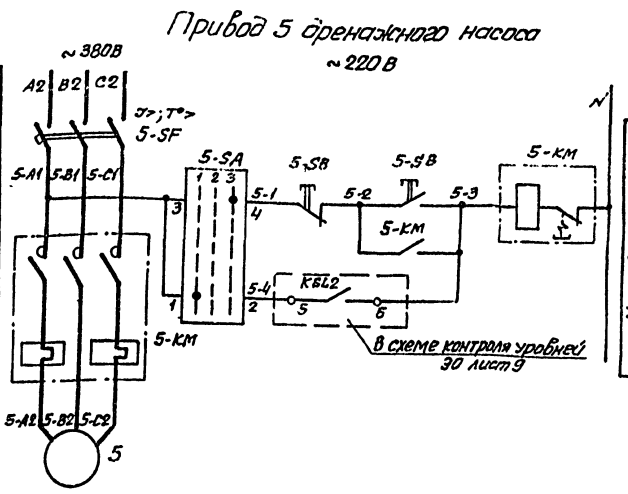 Привод 5 дренажного насоса
~380В
~220В
A2 B2 C2
N
J>; T°>
5-SF
5-SA
5-SB
5-SB
5-KM
5-A1 5-B1 5-C1
1 2 3
3
5-1
4
5-2
5-3
5-KM
1
5-4
2
КБL2
5
6
5-KM
В схеме контроля уровней
ЭО лист 9
5-A2 5-B2 5-C2
5